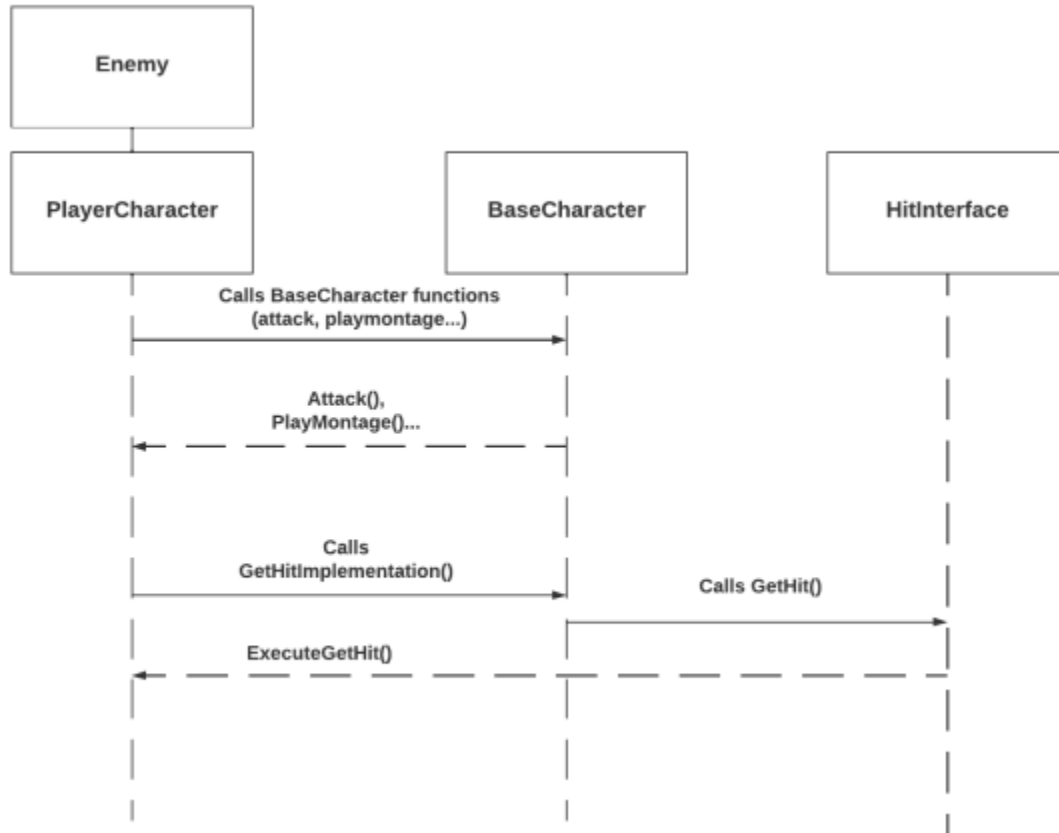 Enemy
PlayerCharacter
BaseCharacter
HitInterface
Calls BaseCharacter functions
(attack, playmontage...)
Attack(),
PlayMontage()...
Calls
GetHitImplementation()
Calls GetHit()
ExecuteGetHit()